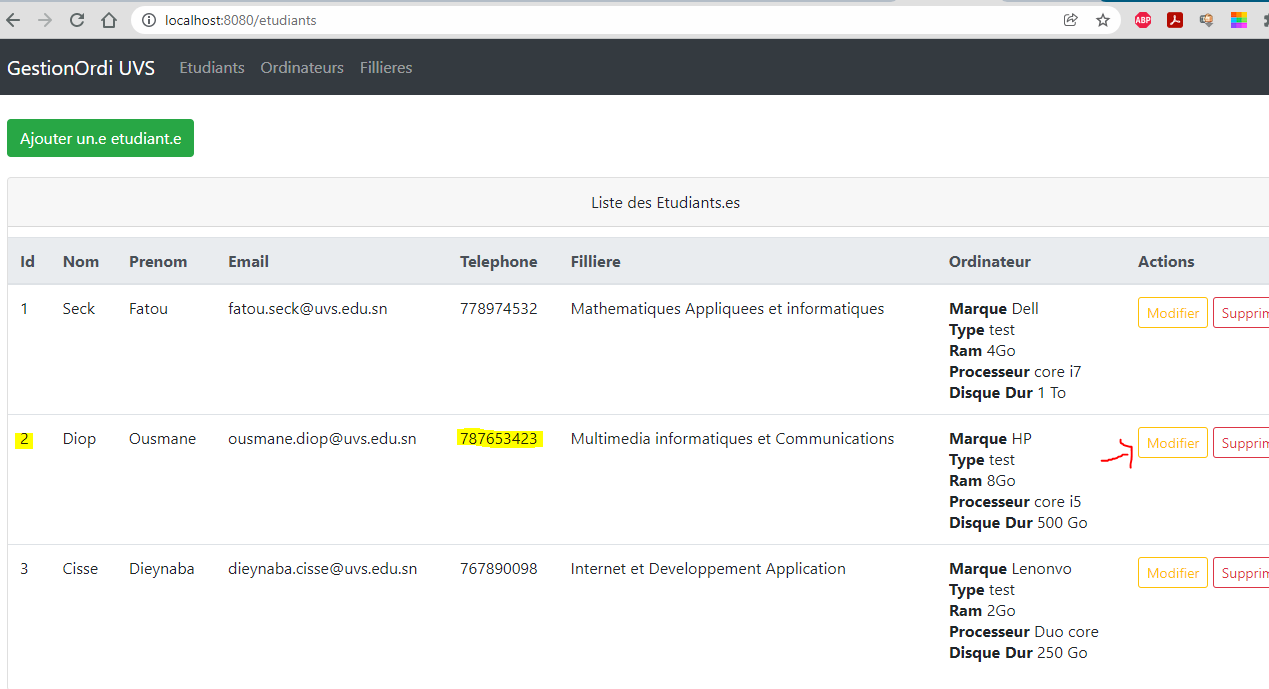 localhost:8080/etudiants
ABP
GestionOrdi UVS Etudiants Ordinateurs Fillieres
Ajouter un.e etudiant.e
Liste des Etudiants.es
Id Nom Prenom Email Telephone Filliere Ordinateur Actions
1 Seck Fatou fatou.seck@uvs.edu.sn 778974532 Mathematiques Appliquees et informatiques Marque Dell Modifier Supprim
Type test
Ram 4Go
Processeur core i7
Disque Dur 1 To
2 Diop Ousmane ousmane.diop@uvs.edu.sn 787653423 Multimedia informatiques et Communications Marque HP Modifier Supprim
Type test
Ram 8Go
Processeur core i5
Disque Dur 500 Go
3 Cisse Dieynaba dieynaba.cisse@uvs.edu.sn 767890098 Internet et Developpement Application Marque Lenonvo Modifier Supprim
Type test
Ram 2Go
Processeur Duo core
Disque Dur 250 Go